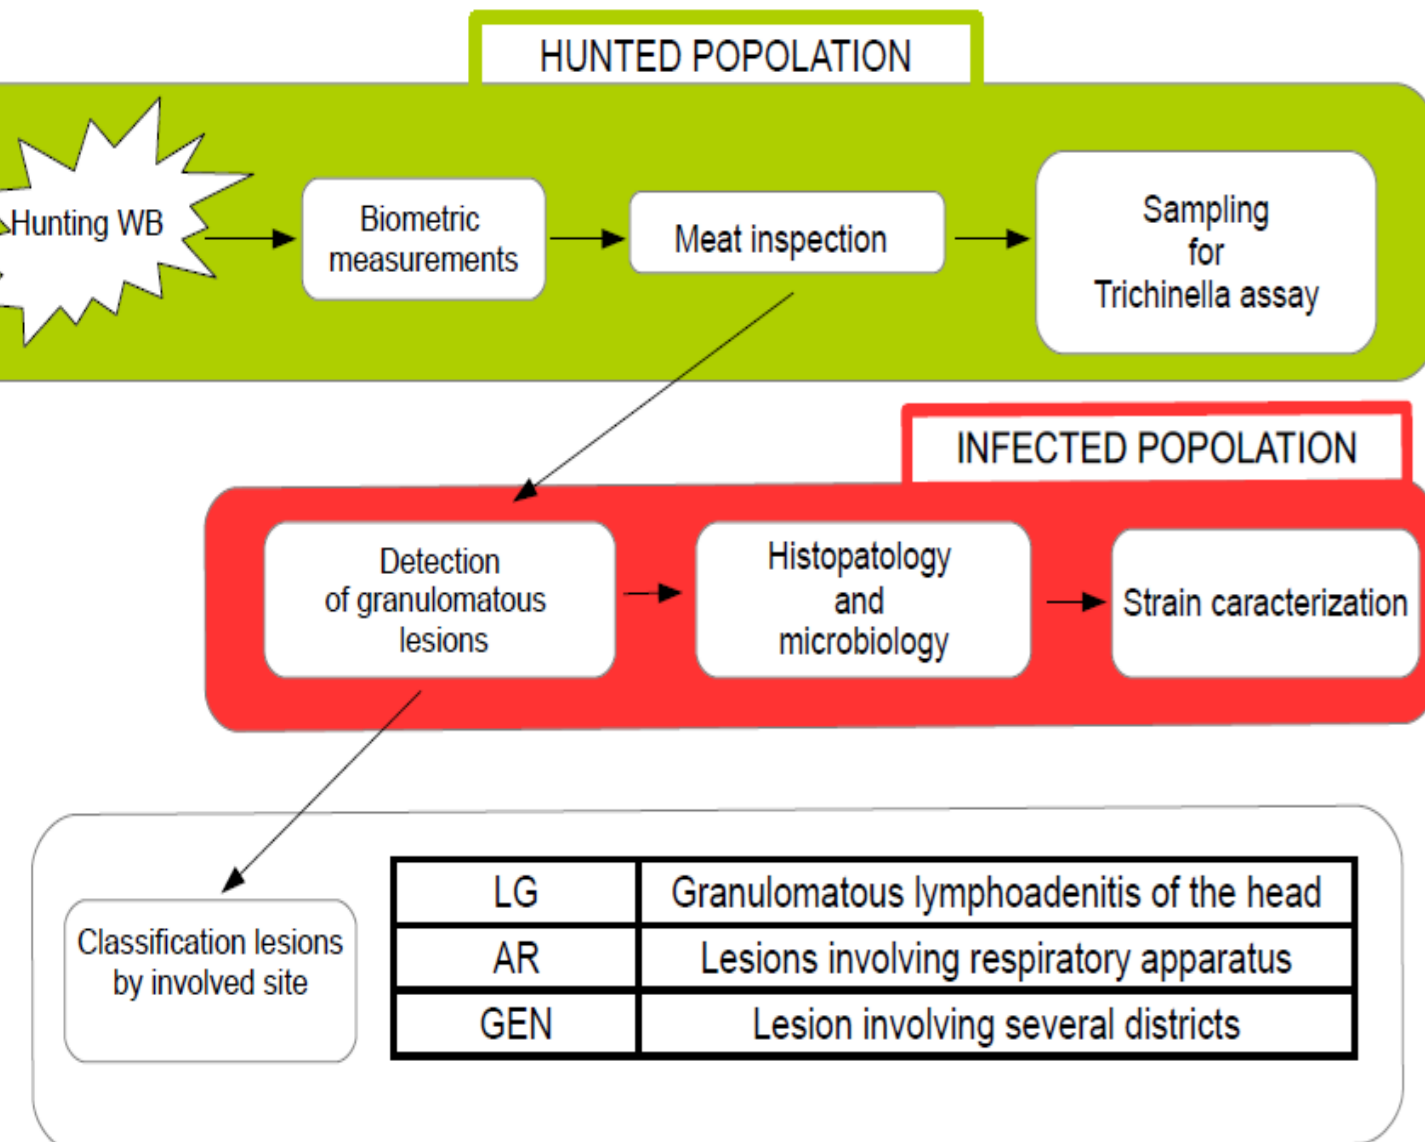 HUNTED POPOLATION
Hunting WB
Biometric
measurements
Meat inspection
Sampling
for
Trichinella assay
INFECTED POPOLATION
Detection
of granulomatous
lesions
Histopatology
and
microbiology
Strain caracterization
Classification lesions
by involved site
LG Granulomatous lymphoadenitis of the head
AR Lesions involving respiratory apparatus
GEN Lesion involving several districts